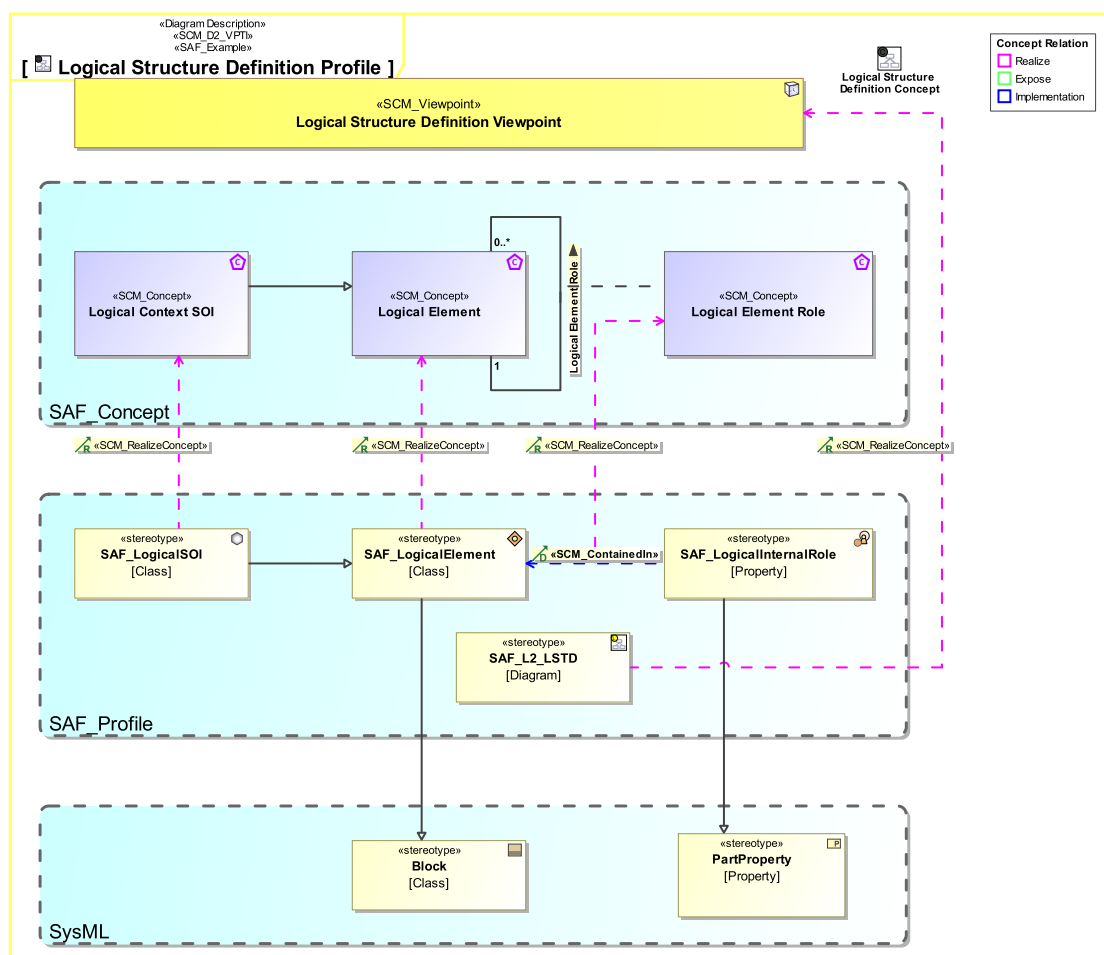 «Diagram Description»
«SCM_D2_VPTI»
«SAF_Example»
[ Logical Structure Definition Profile ]
Logical Structure
Definition Concept
Concept Relation
Realize
Expose
Implementation
«SCM_Viewpoint»
Logical Structure Definition Viewpoint
0..*
«SCM_Concept»
Logical Context SOI
«SCM_Concept»
Logical Element
Logical Element Role
«SCM_Concept»
Logical Element Role
1
SAF_Concept
«SCM_RealizeConcept»
«SCM_RealizeConcept»
«SCM_RealizeConcept»
«SCM_RealizeConcept»
«stereotype»
SAF_LogicalSOI
[Class]
«stereotype»
SAF_LogicalElement
[Class]
«SCM_ContainedIn»
«stereotype»
SAF_LogicalInternalRole
[Property]
«stereotype»
SAF_L2_LSTD
[Diagram]
SAF_Profile
«stereotype»
Block
[Class]
«stereotype»
PartProperty
[Property]
SysML